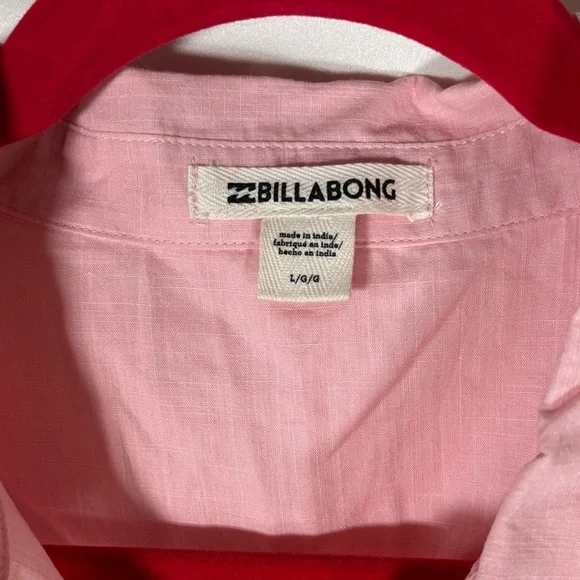 BILLABONG
made in india/
fabriqué en inde/
hecho en india
L/G/G